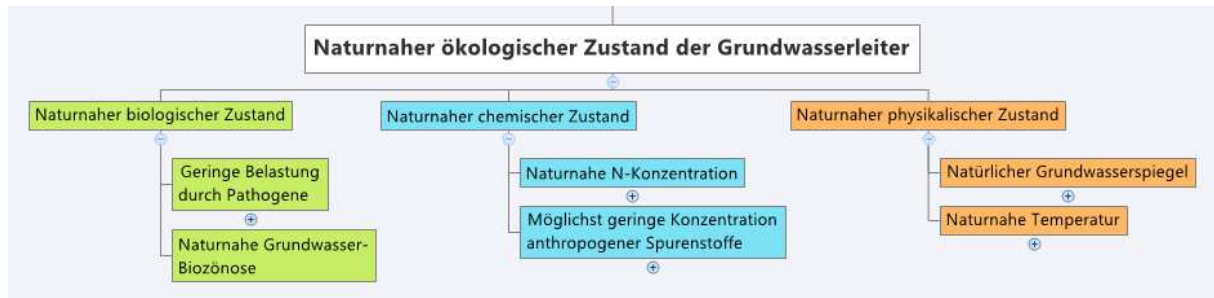 Naturnaher ökologischer Zustand der Grundwasserleiter
Naturnaher biologischer Zustand
Geringe Belastung
durch Pathogene
Naturnahe Grundwasser-
Biozönose
Naturnaher chemischer Zustand
Naturnahe N-Konzentration
Möglichst geringe Konzentration
anthropogener Spurenstoffe
Naturnaher physikalischer Zustand
Natürlicher Grundwasserspiegel
Naturnahe Temperatur